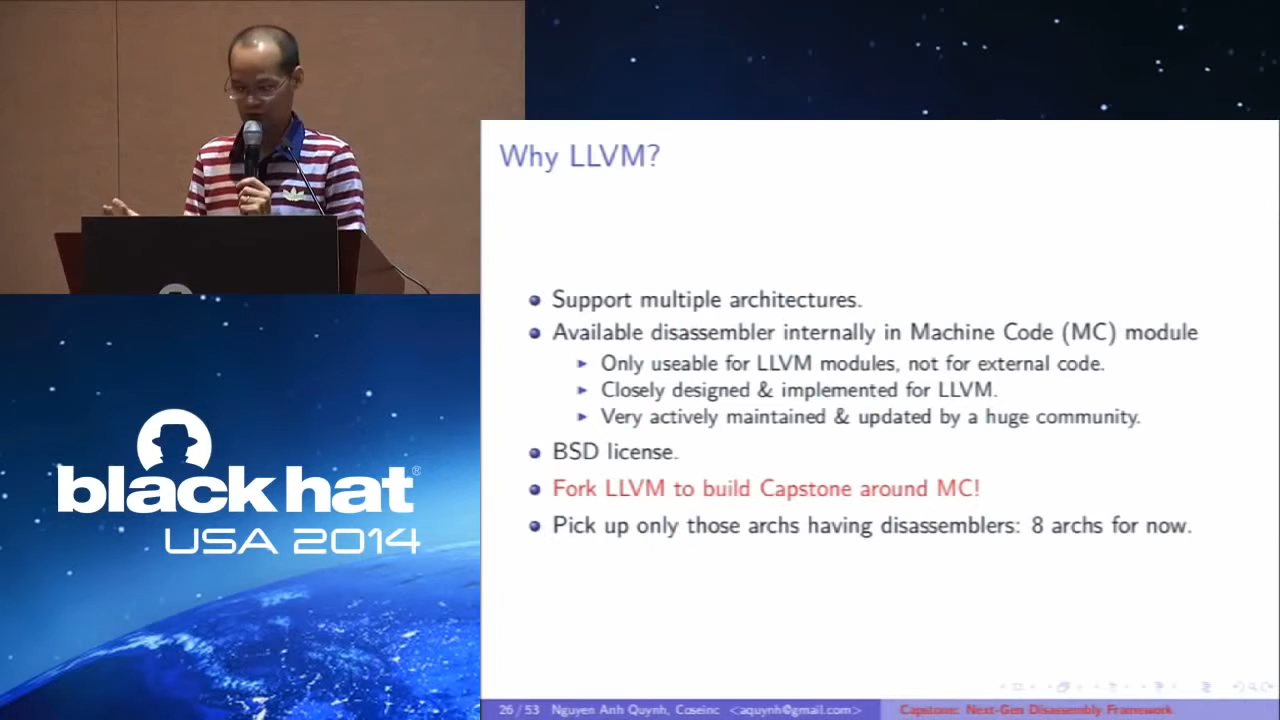 Why LLVM?
Support multiple architectures.
Available disassembler internally in Machine Code (MC) module
Only useable for LLVM modules, not for external code.
Closely designed & implemented for LLVM.
Very actively maintained & updated by a huge community.
BSD license.
Fork LLVM to build Capstone around MC!
Pick up only those archs having disassemblers: 8 archs for now.
black hat®
USA 2014
26 / 53 Nguyen Anh Quynh, Coseinc <aquynh@gmail.com> Capstone: Next-Gen Disassembly Framework